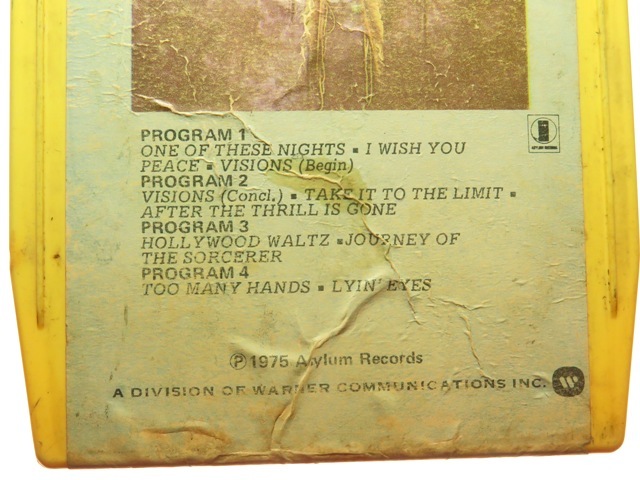 PROGRAM 1
ONE OF THESE NIGHTS ▪ I WISH YOU
PEACE ▪ VISIONS (Begin)
PROGRAM 2
VISIONS (Concl.) ▪ TAKE IT TO THE LIMIT ▪
AFTER THE THRILL IS GONE
PROGRAM 3
HOLLYWOOD WALTZ ▪JOURNEY OF
THE SORCERER
PROGRAM 4
TOO MANY HANDS ▪ LYIN' EYES
℗1975 Asylum Records
A DIVISION OF WARNER COMMUNICATIONS INC.